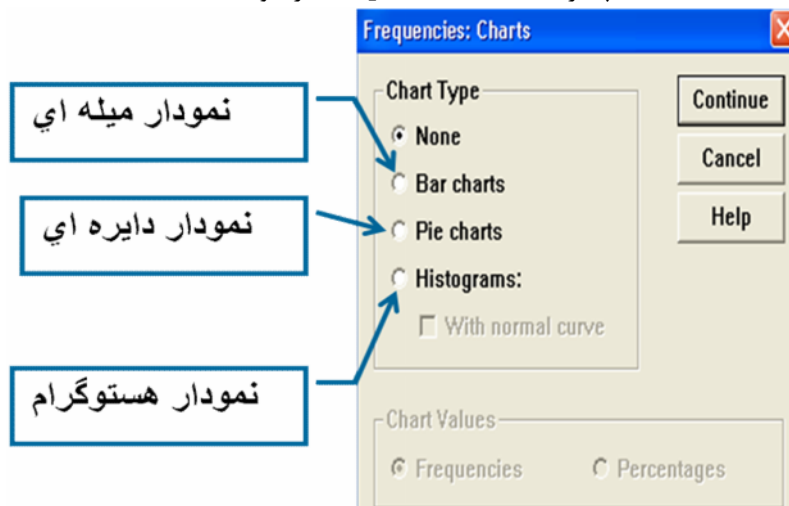 Frequencies: Charts
Chart Type
None
Bar charts
Pie charts
Histograms:
With normal curve
Chart Values
Frequencies
Percentages
Continue
Cancel
Help
نمودار ميله اي
نمودار دايره اي
نمودار هستوگرام